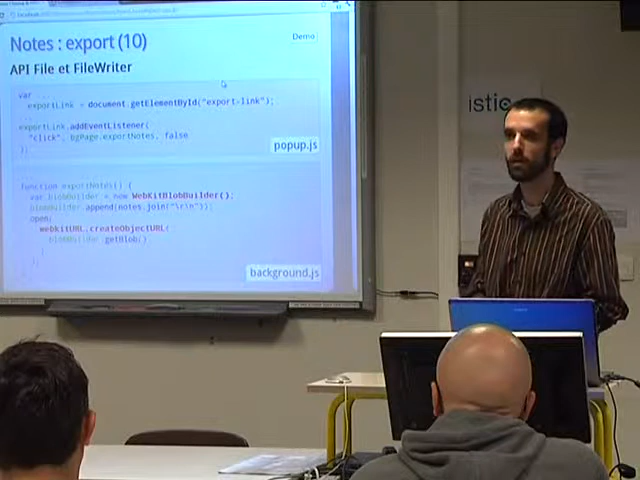 Notes : export (10)
Demo
API File et FileWriter
var
exportLink = document.getElementById("export-link");
exportLink.addEventListener(
"click", bgPage.exportNotes, false
);
popup.js
function exportNotes() {
var blobBuilder = new WebKitBlobBuilder();
blobBuilder.append(notes.join("\r\n"));
open(
webkitURL.createObjectURL(
blobBuilder.getBlob()
)
);
background.js
istic